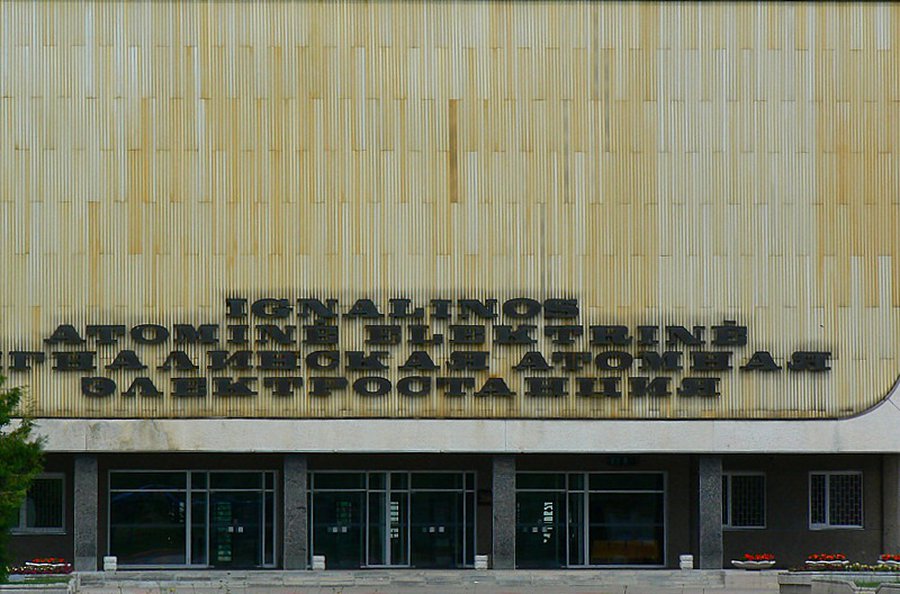 IGNALINOS
ATOMINĖ ELEKTRINĖ
ИГНАЛИНСКАЯ АТОМНАЯ
ЭЛЕКТРОСТАНЦИЯ